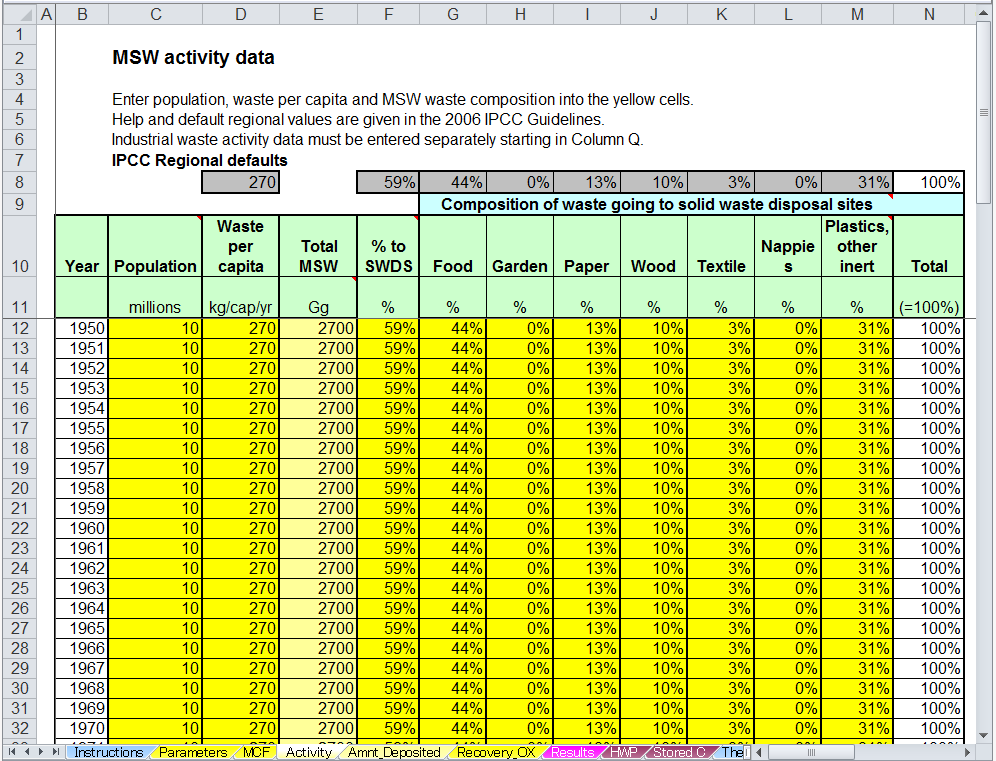 A B C D E F G H I J K L M N
1
2 MSW activity data
3
4 Enter population, waste per capita and MSW waste composition into the yellow cells.
5 Help and default regional values are given in the 2006 IPCC Guidelines.
6 Industrial waste activity data must be entered separately starting in Column Q.
7 IPCC Regional defaults
8 270 59% 44% 0% 13% 10% 3% 0% 31% 100%
9 Composition of waste going to solid waste disposal sites
Waste Plastics,
per Total % to Nappie other
10 Year Population capita MSW SWDS Food Garden Paper Wood Textile s inert Total
11 millions kg/cap/yr Gg % % % % % % % % (=100%)
12 1950 10 270 2700 59% 44% 0% 13% 10% 3% 0% 31% 100%
13 1951 10 270 2700 59% 44% 0% 13% 10% 3% 0% 31% 100%
14 1952 10 270 2700 59% 44% 0% 13% 10% 3% 0% 31% 100%
15 1953 10 270 2700 59% 44% 0% 13% 10% 3% 0% 31% 100%
16 1954 10 270 2700 59% 44% 0% 13% 10% 3% 0% 31% 100%
17 1955 10 270 2700 59% 44% 0% 13% 10% 3% 0% 31% 100%
18 1956 10 270 2700 59% 44% 0% 13% 10% 3% 0% 31% 100%
19 1957 10 270 2700 59% 44% 0% 13% 10% 3% 0% 31% 100%
20 1958 10 270 2700 59% 44% 0% 13% 10% 3% 0% 31% 100%
21 1959 10 270 2700 59% 44% 0% 13% 10% 3% 0% 31% 100%
22 1960 10 270 2700 59% 44% 0% 13% 10% 3% 0% 31% 100%
23 1961 10 270 2700 59% 44% 0% 13% 10% 3% 0% 31% 100%
24 1962 10 270 2700 59% 44% 0% 13% 10% 3% 0% 31% 100%
25 1963 10 270 2700 59% 44% 0% 13% 10% 3% 0% 31% 100%
26 1964 10 270 2700 59% 44% 0% 13% 10% 3% 0% 31% 100%
27 1965 10 270 2700 59% 44% 0% 13% 10% 3% 0% 31% 100%
28 1966 10 270 2700 59% 44% 0% 13% 10% 3% 0% 31% 100%
29 1967 10 270 2700 59% 44% 0% 13% 10% 3% 0% 31% 100%
30 1968 10 270 2700 59% 44% 0% 13% 10% 3% 0% 31% 100%
31 1969 10 270 2700 59% 44% 0% 13% 10% 3% 0% 31% 100%
32 1970 10 270 2700 59% 44% 0% 13% 10% 3% 0% 31% 100%
Instructions Parameters MCF Activity Amnt_Deposited Recovery_OX Results HWP Stored C The